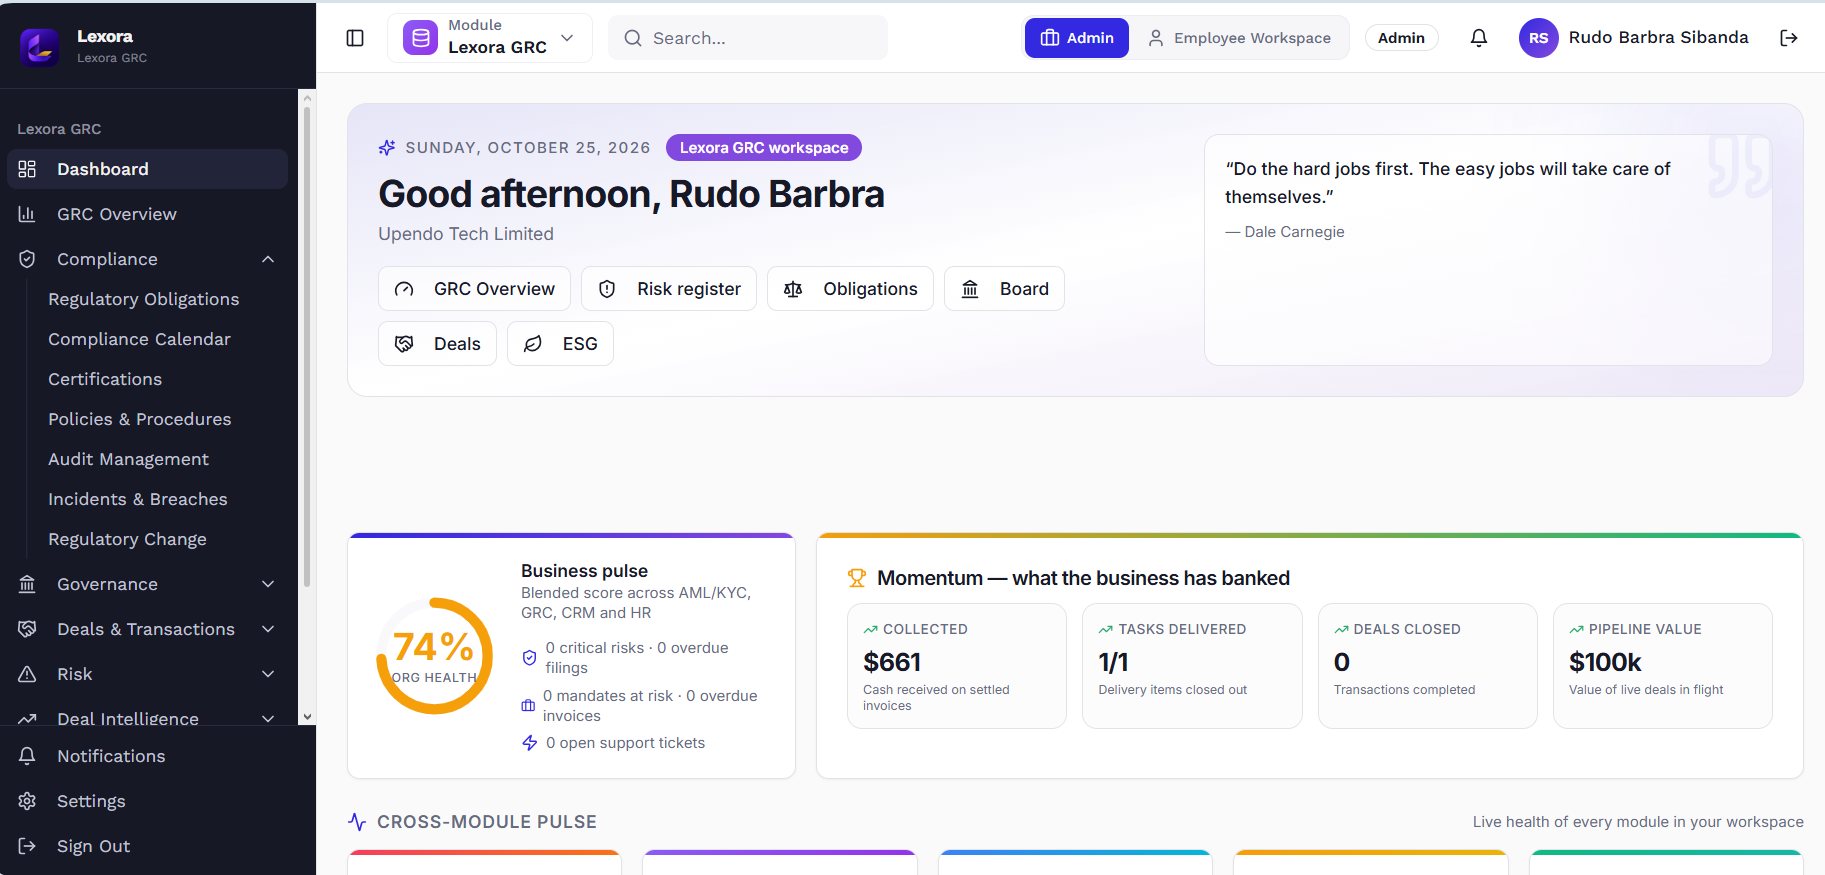 Lexora
Lexora GRC
Module
Lexora GRC
Search...
Admin
Employee Workspace
Admin
RS
Rudo Barbra Sibanda
Lexora GRC
Dashboard
GRC Overview
Compliance
Regulatory Obligations
Compliance Calendar
Certifications
Policies & Procedures
Audit Management
Incidents & Breaches
Regulatory Change
Governance
Deals & Transactions
Risk
Deal Intelligence
Notifications
Settings
Sign Out
SUNDAY, OCTOBER 25, 2026
Lexora GRC workspace
Good afternoon, Rudo Barbra
Upendo Tech Limited
GRC Overview
Risk register
Obligations
Board
Deals
ESG
“Do the hard jobs first. The easy jobs will take care of
themselves.”
— Dale Carnegie
74%
ORG HEALTH
Business pulse
Blended score across AML/KYC,
GRC, CRM and HR
0 critical risks · 0 overdue
filings
0 mandates at risk · 0 overdue
invoices
0 open support tickets
Momentum — what the business has banked
COLLECTED
$661
Cash received on settled
invoices
TASKS DELIVERED
1/1
Delivery items closed out
DEALS CLOSED
0
Transactions completed
PIPELINE VALUE
$100k
Value of live deals in flight
CROSS-MODULE PULSE
Live health of every module in your workspace